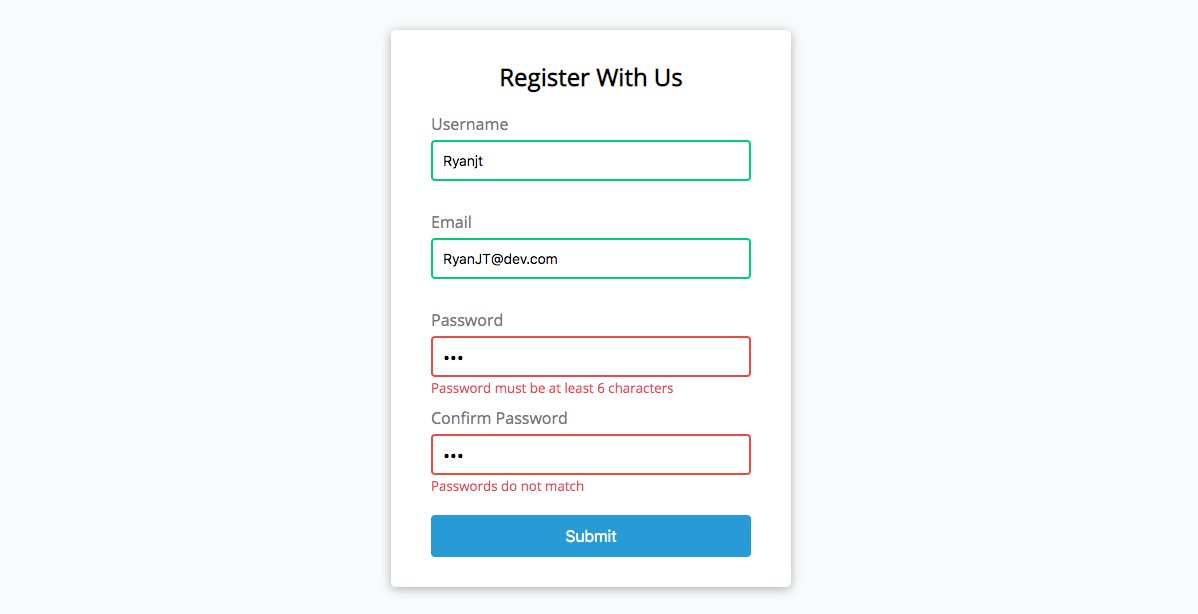 Register With Us
Username
Ryanjt
Email
RyanJT@dev.com
Password
•••
Password must be at least 6 characters
Confirm Password
•••
Passwords do not match
Submit